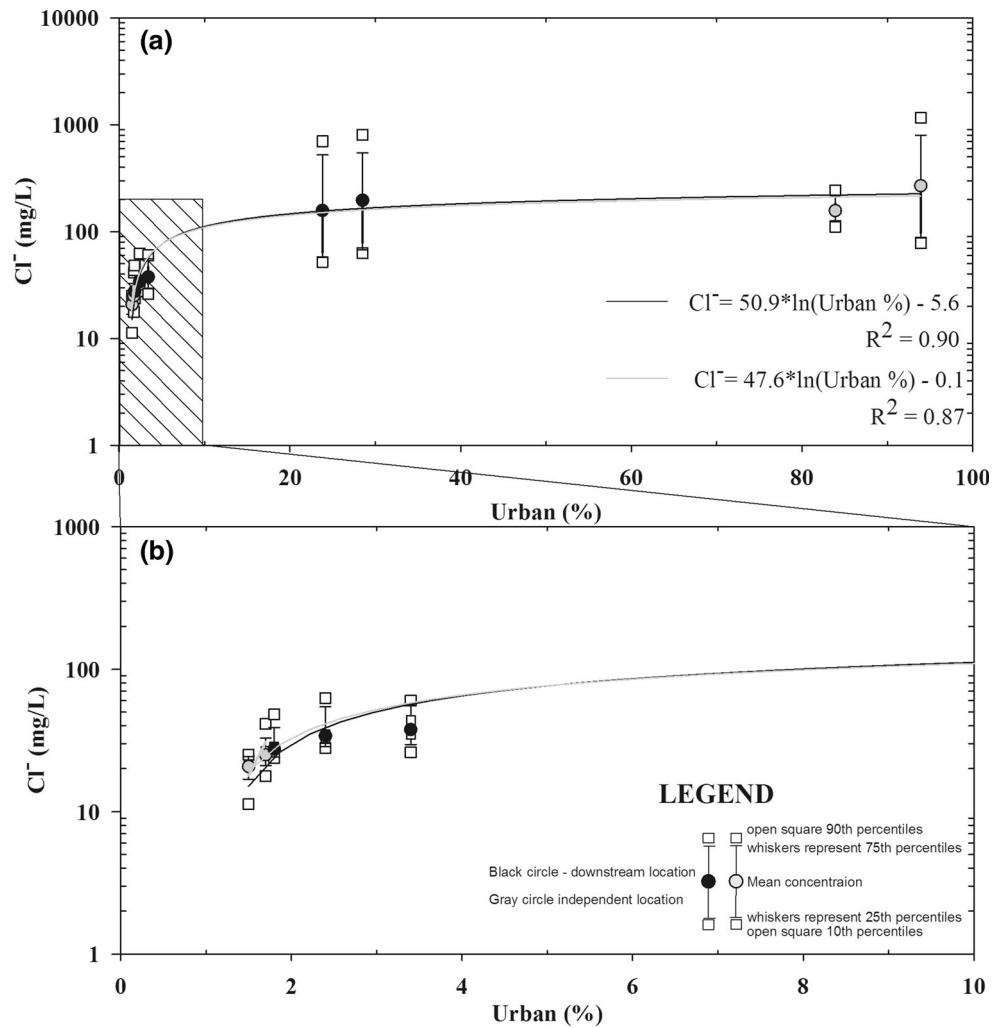 (a)
10000
1000
100
10
1
Cl⁻ (mg/L)
Cl⁻= 50.9*ln(Urban %) - 5.6
R² = 0.90
Cl⁻= 47.6*ln(Urban %) - 0.1
R² = 0.87
0 20 40 60 80 100
Urban (%)
(b)
1000
100
10
1
Cl⁻ (mg/L)
LEGEND
open square 90th percentiles
whiskers represent 75th percentiles
Black circle - downstream location
Mean concentraion
Gray circle independent location
whiskers represent 25th percentiles
open square 10th percentiles
0 2 4 6 8 10
Urban (%)